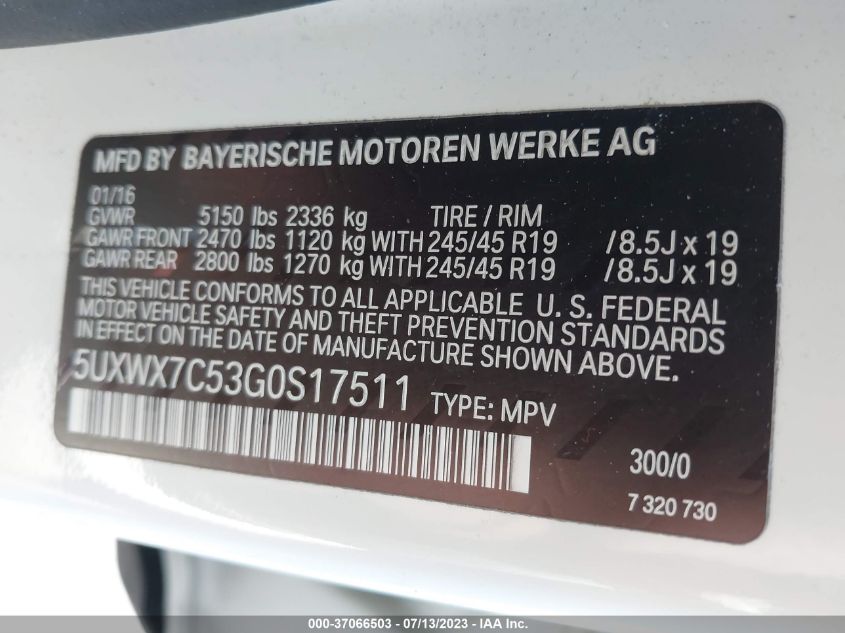 MFD BY BAYERISCHE MOTOREN WERKE AG
01/16
GVWR 5150 lbs 2336 kg TIRE / RIM
GAWR FRONT 2470 lbs 1120 kg WITH 245/45 R19 /8.5J x 19
GAWR REAR 2800 lbs 1270 kg WITH 245/45 R19 /8.5J x 19
THIS VEHICLE CONFORMS TO ALL APPLICABLE U. S. FEDERAL
MOTOR VEHICLE SAFETY AND THEFT PREVENTION STANDARDS
IN EFFECT ON THE DATE OF MANUFACTURE SHOWN ABOVE.
5UXWX7C53G0S17511 TYPE: MPV
300/0
7 320 730
000-37066503 - 07/13/2023 - IAA Inc.